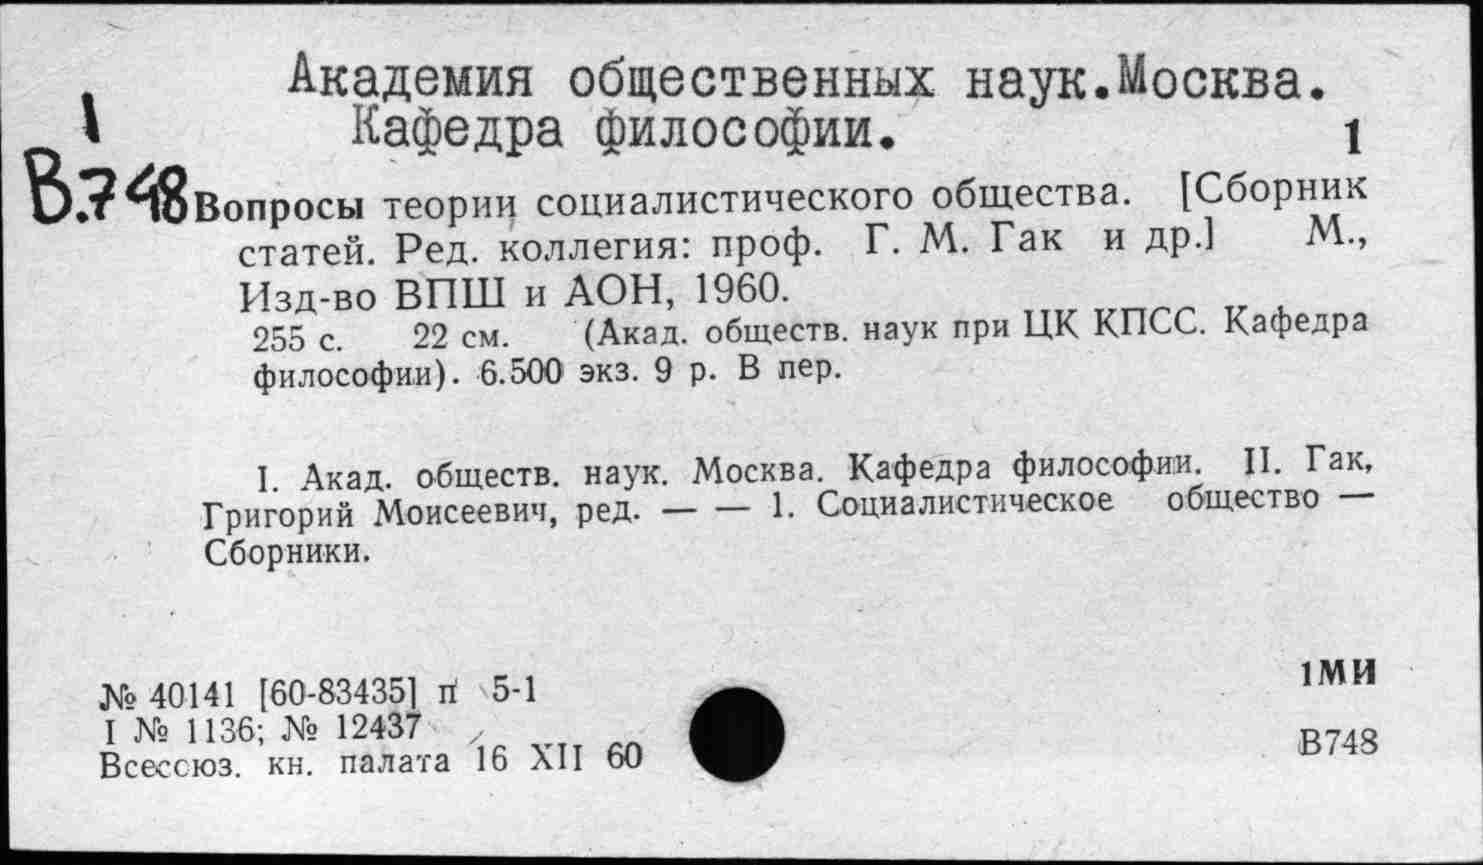 Академия общественных наук.Москва.
1
Кафедра философии. 1
В.748
Вопросы теории социалистического общества. [Сборник
статей. Ред. коллегия: проф. Г. М. Гак и др.] М.,
Изд-во ВПШ и АОН, 1960.
255 с. 22 см. (Акад. обществ. наук при ЦК КПСС. Кафедра
философии). 6.500 экз. 9 р. В пер.
I. Акад. обществ. наук. Москва. Кафедра философии. II. Гак,
Григорий Моисеевич, ред. — — 1. Социалистическое общество —
Сборники.
№ 40141 [60-83435] п 5-1
1МИ
I № 1136; № 12437
В748
Всесоюз. кн. палата 16 XII 60